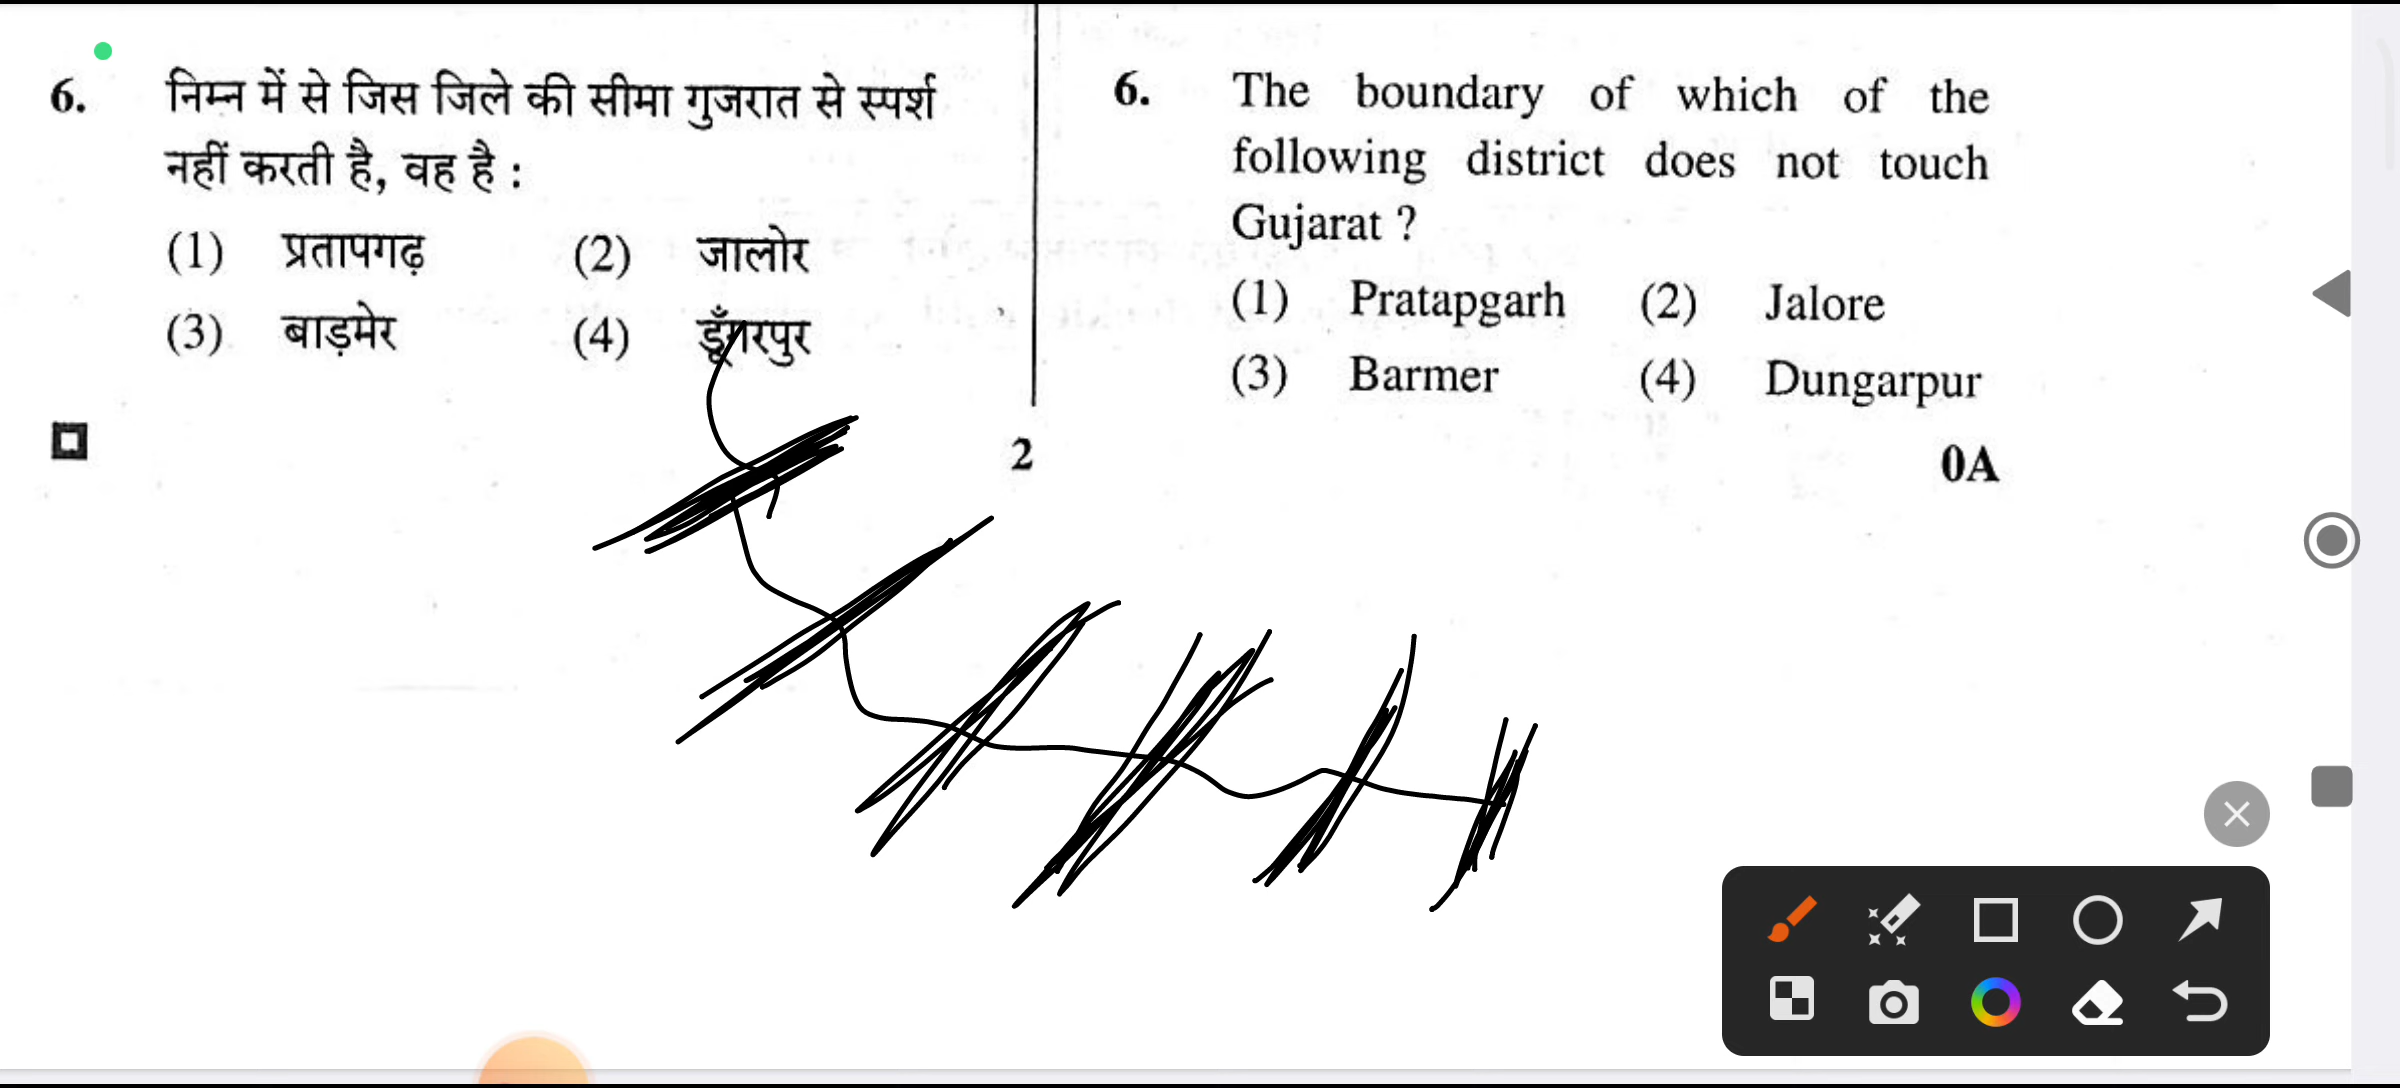 6. निम्न में से जिस जिले की सीमा गुजरात से स्पर्श
नहीं करती है, वह है :
(1) प्रतापगढ़ (2) जालोर
(3) बाड़मेर (4) डूँगरपुर
6. The boundary of which of the
following district does not touch
Gujarat ?
(1) Pratapgarh (2) Jalore
(3) Barmer (4) Dungarpur
2
0A